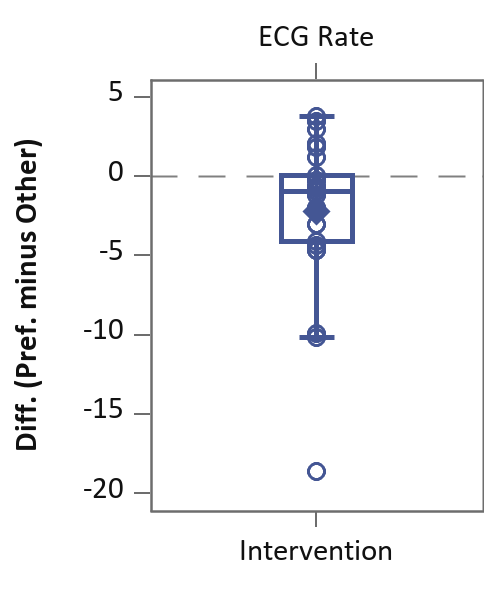 ECG Rate
Diff. (Pref. minus Other)
5
0
-5
-10
-15
-20
Intervention